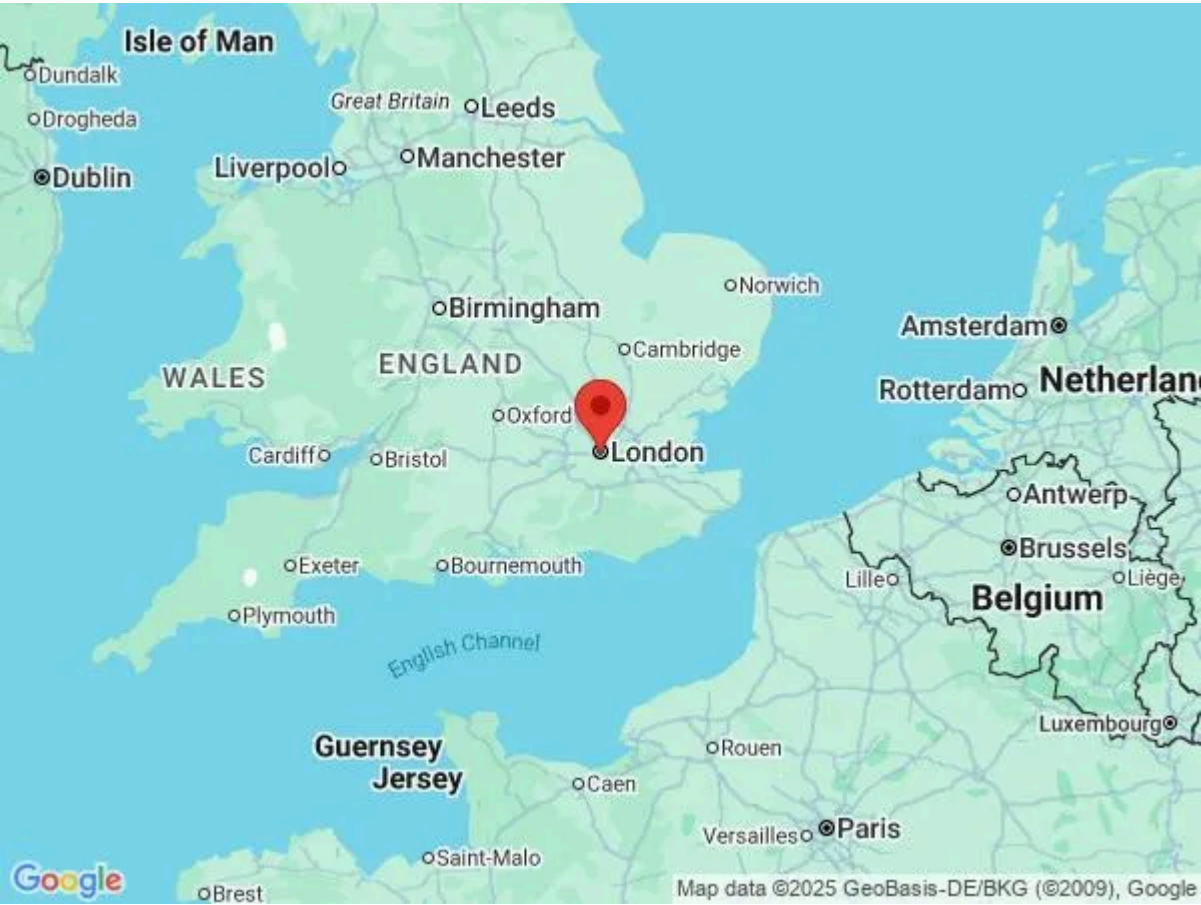 Isle of Man
Dundalk
Great Britain
Leeds
Drogheda
Manchester
Liverpool
Dublin
Norwich
Birmingham
Amsterdam
Cambridge
ENGLAND
WALES
Netherlan
Rotterdam
Oxford
London
Cardiff
Bristol
Antwerp
Brussels
Exeter
Bournemouth
Lille
Liège
Belgium
Plymouth
English Channel
Luxembourg
Guernsey
Rouen
Jersey
Caen
Paris
Versailles
Saint-Malo
Google
Brest
Map data ©2025 GeoBasis-DE/BKG (©2009), Google